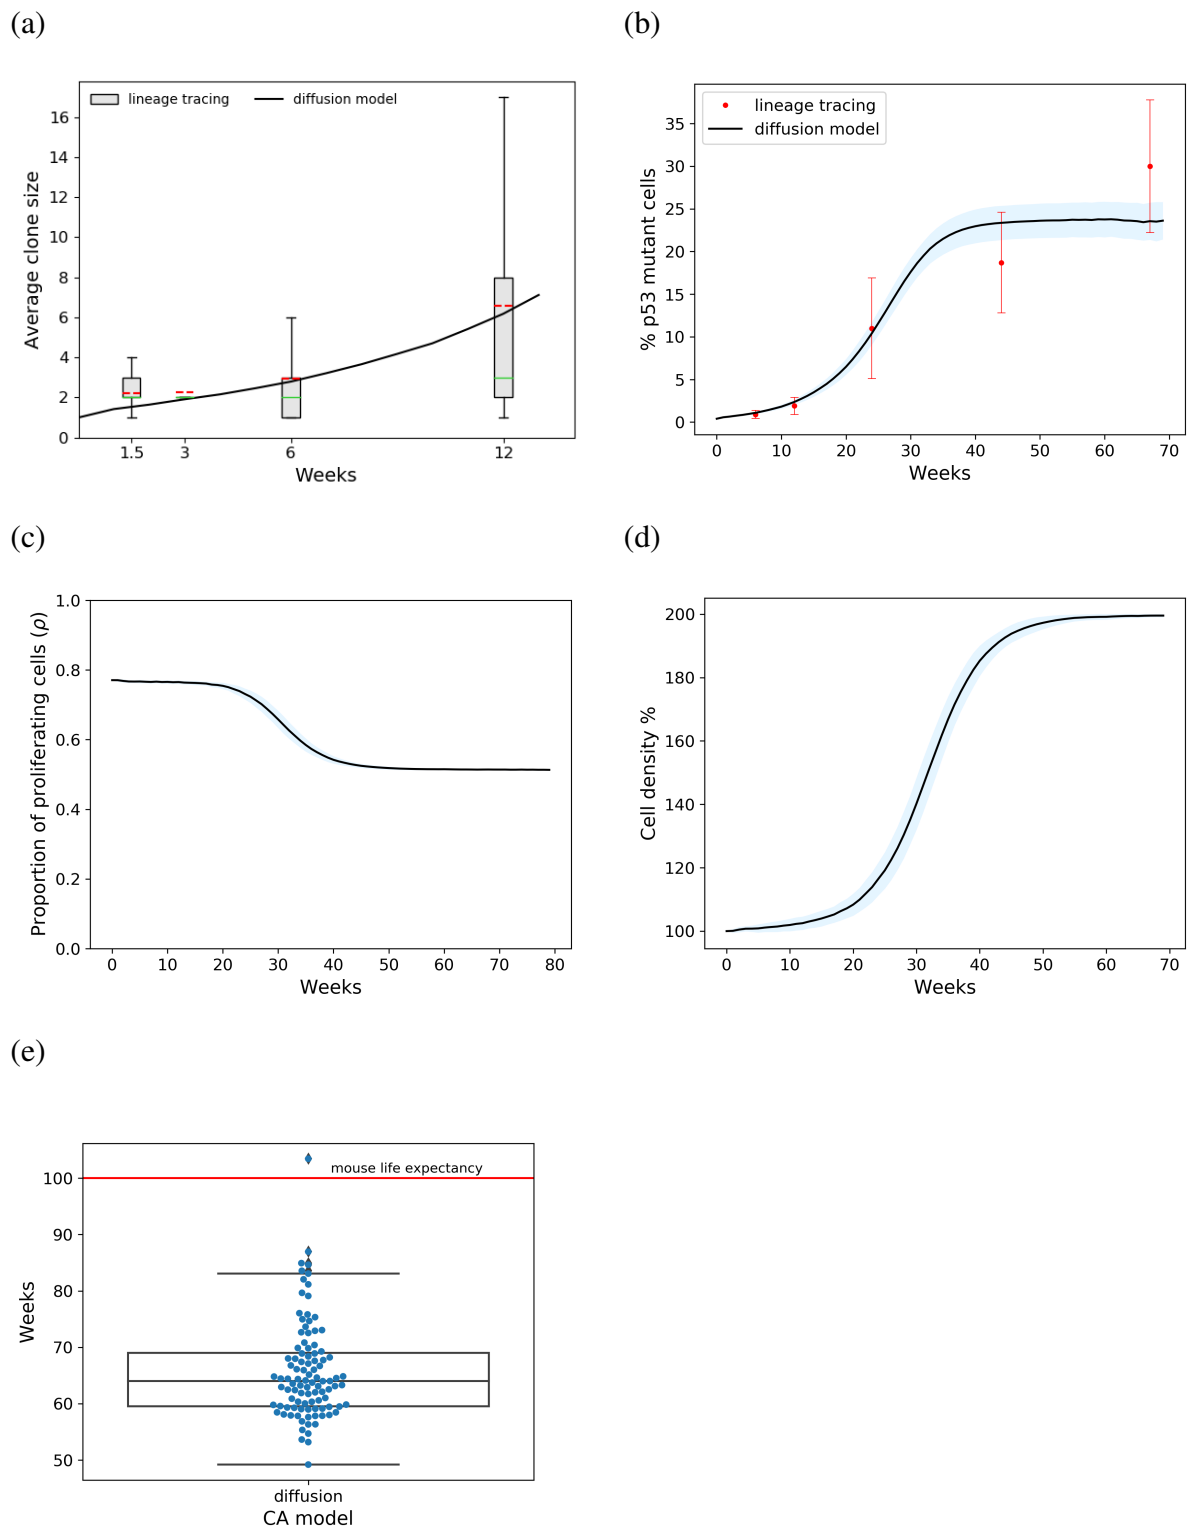 (a)
lineage tracing
diffusion model
Average clone size
16
14
12
10
8
6
4
2
0
1.5 3 6 12
Weeks
(b)
lineage tracing
diffusion model
% p53 mutant cells
35
30
25
20
15
10
5
0
0 10 20 30 40 50 60 70
Weeks
(c)
Proportion of proliferating cells (ρ)
1.0
0.8
0.6
0.4
0.2
0.0
0 10 20 30 40 50 60 70 80
Weeks
(d)
Cell density %
200
180
160
140
120
100
0 10 20 30 40 50 60 70
Weeks
(e)
mouse life expectancy
Weeks
100
90
80
70
60
50
diffusion
CA model